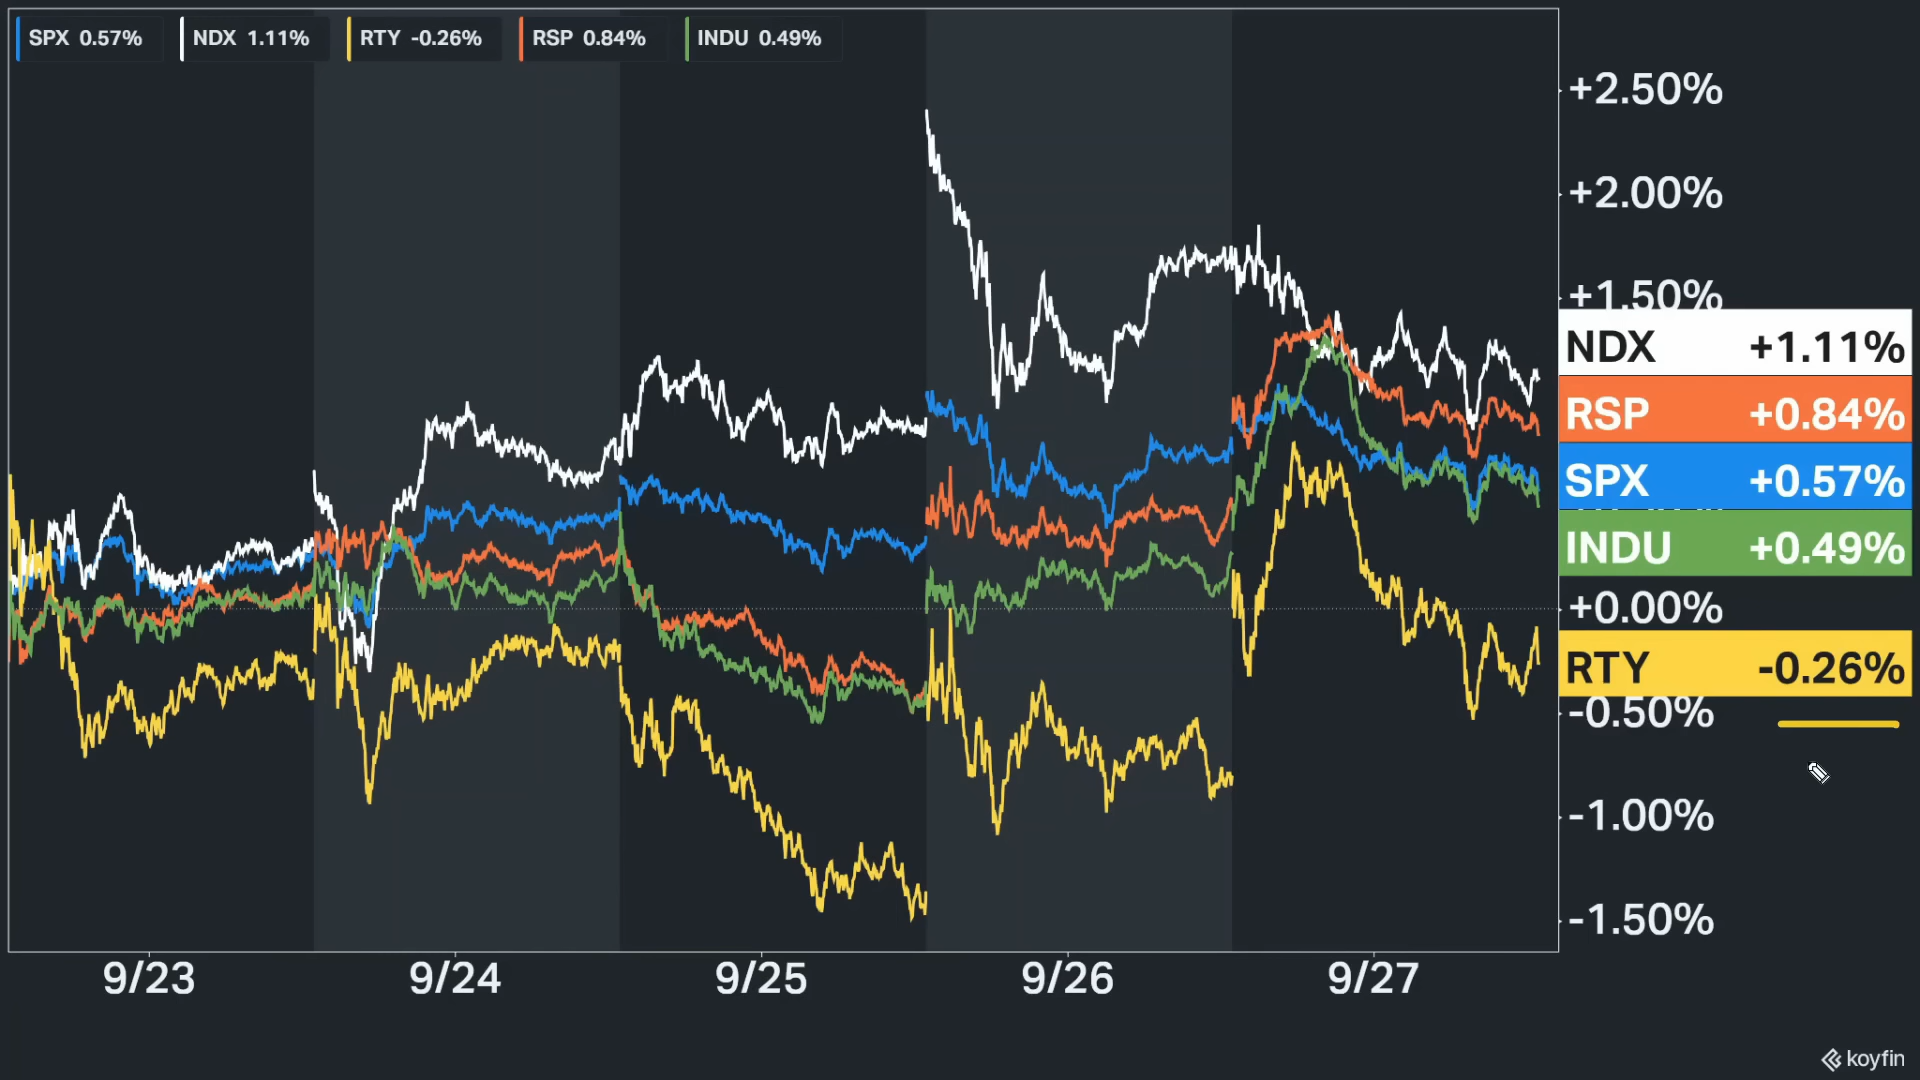 SPX 0.57%
NDX 1.11%
RTY -0.26%
RSP 0.84%
INDU 0.49%
+2.50%
+2.00%
+1.50%
NDX +1.11%
RSP +0.84%
SPX +0.57%
INDU +0.49%
+0.00%
RTY -0.26%
-0.50%
-1.00%
-1.50%
9/23
9/24
9/25
9/26
9/27
koyfin